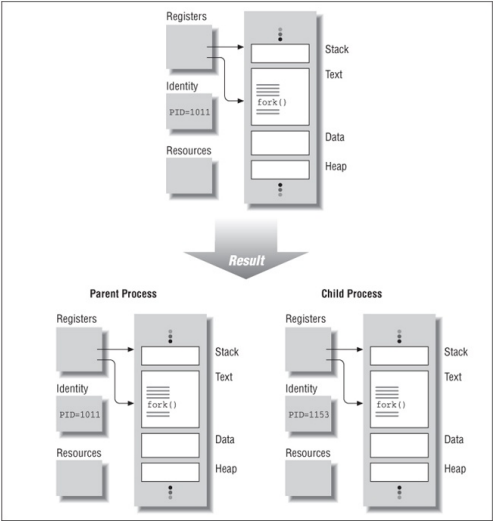 Registers
Stack
Text
fork()
Identity
PID=1011
Data
Resources
Heap
Result
Parent Process
Registers
Stack
Text
fork()
Identity
PID=1011
Data
Resources
Heap
Child Process
Registers
Stack
Text
fork()
Identity
PID=1153
Data
Resources
Heap